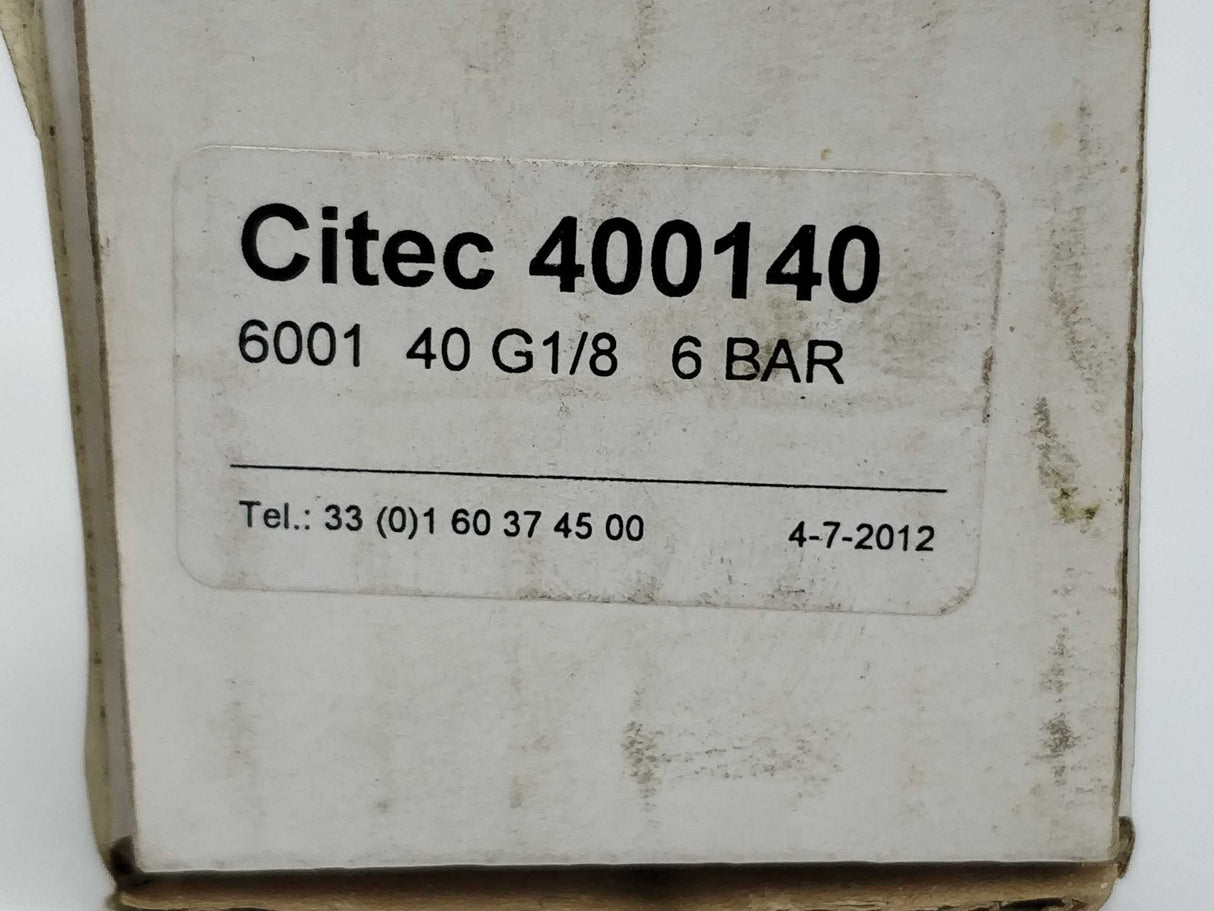 Citec 400140
6001 40 G1/8 6 BAR
Tel.: 33 (0)1 60 37 45 00 4-7-2012